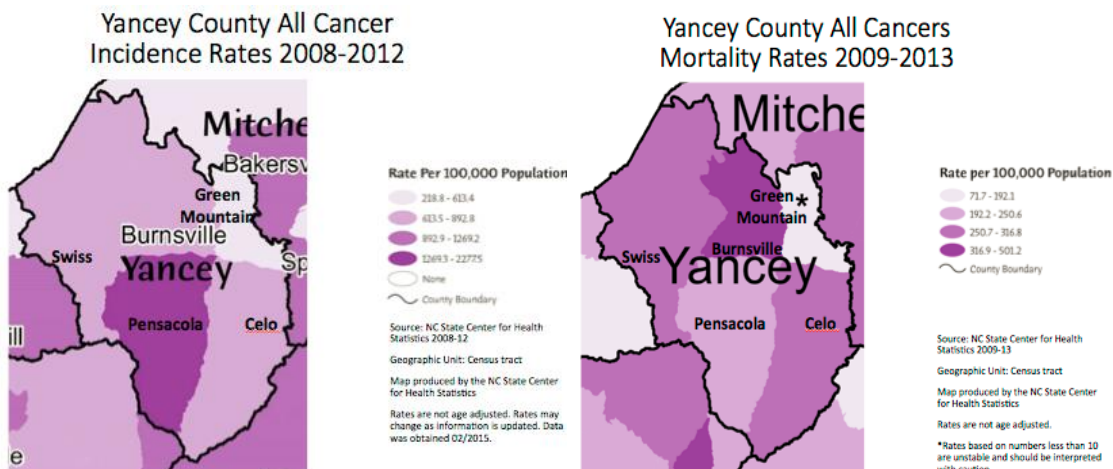 Yancey County All Cancer
Incidence Rates 2008-2012
Mitche
Bakersv
Green
Mountain
Burnsville
Swiss
Yancey
Sp
Pensacola
Celo
ill
e
Rate Per 100,000 Population
218.8 - 613.4
613.5 - 892.8
892.9 - 1269.2
1269.3 - 2277.5
None
County Boundary
Source: NC State Center for Health
Statistics 2008-12
Geographic Unit: Census tract
Map produced by the NC State Center
for Health Statistics
Rates are not age adjusted. Rates may
change as information is updated. Data
was obtained 02/2015.
Yancey County All Cancers
Mortality Rates 2009-2013
Mitche
Green *
Mountain
Burnsville
Swiss
Yancey
Pensacola
Celo
Rate per 100,000 Population
71.7 - 192.1
192.2 - 250.6
250.7 - 316.8
316.9 - 501.2
County Boundary
Source: NC State Center for Health
Statistics 2009-13
Geographic Unit: Census tract
Map produced by the NC State Center
for Health Statistics
Rates are not age adjusted.
*Rates based on numbers less than 10
are unstable and should be interpreted
with caution